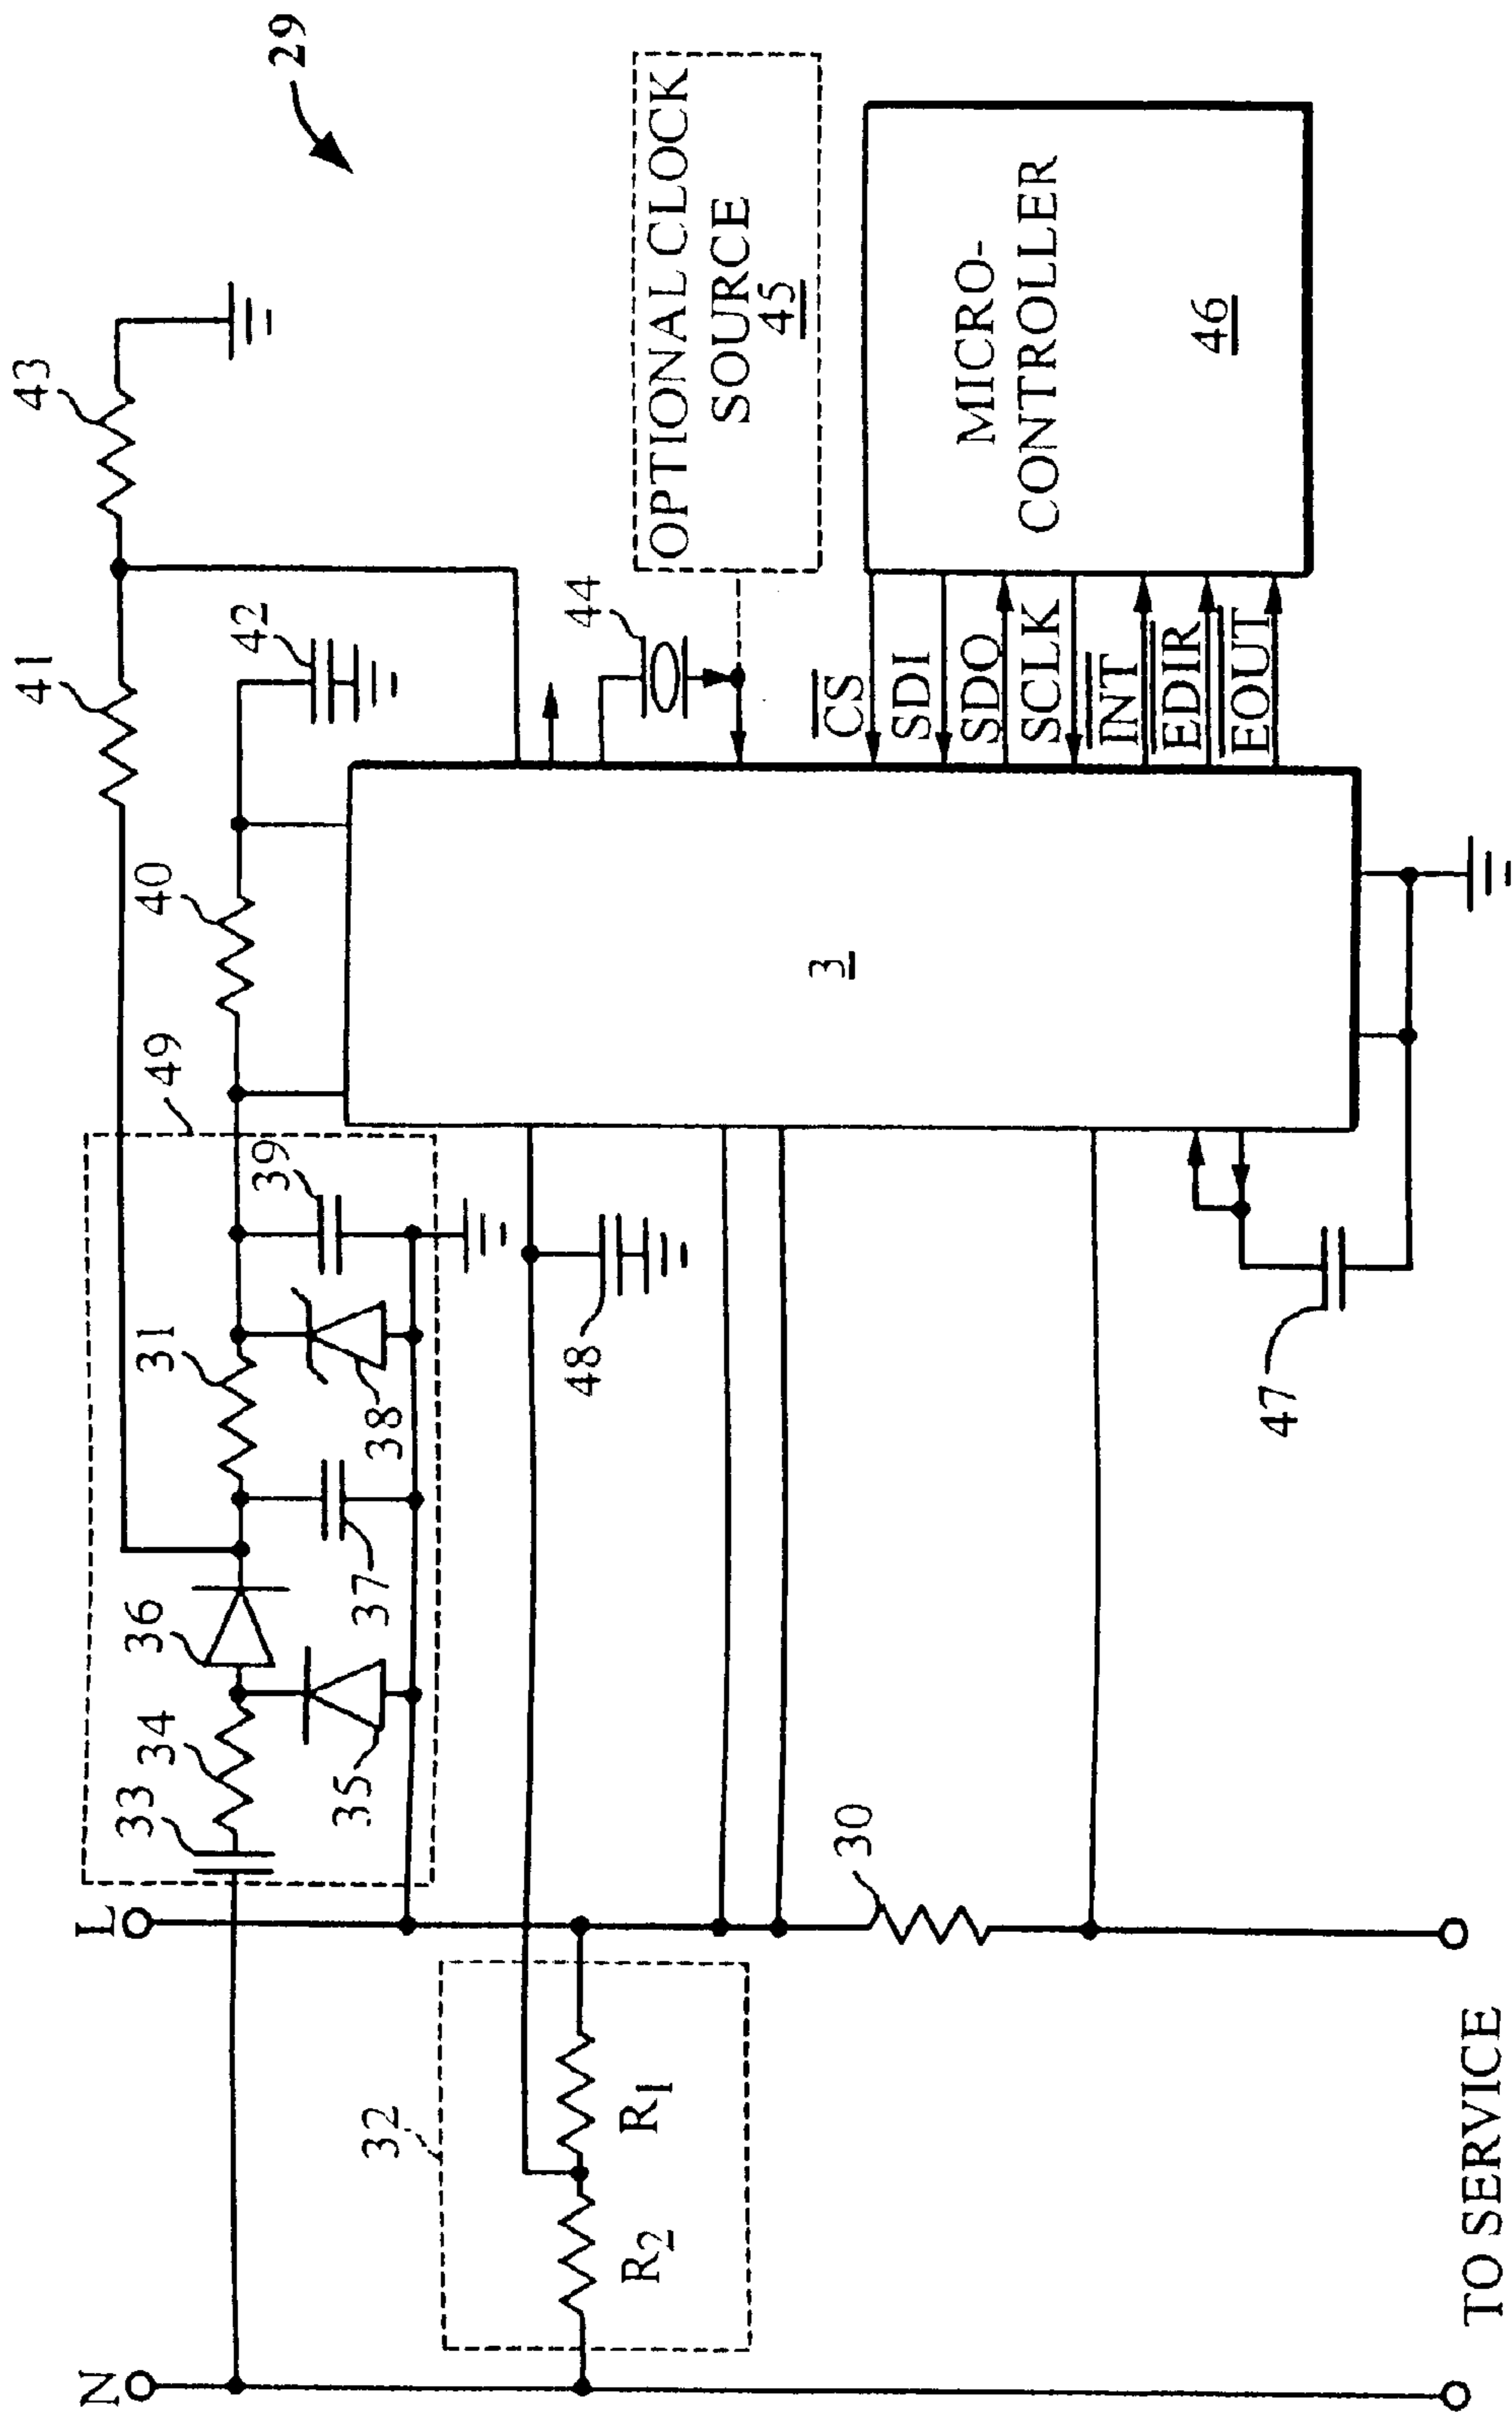 29
43
41
42
40
49
39
31
38
37
36
35
34
33
L
N
32
R2
R1
30
48
47
3
44
OPTIONAL CLOCK
SOURCE
45
MICRO-
CONTROLLER
46
CS
SDI
SDO
SCLK
INT
EDIR
EOUT
TO SERVICE